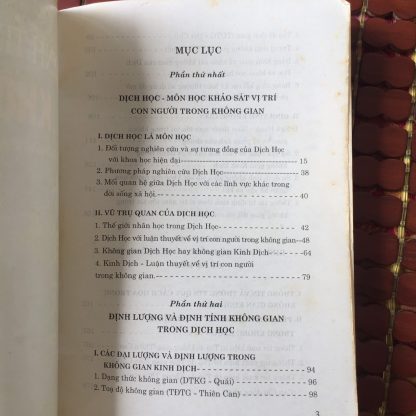 MỤC LỤC
Phần thứ nhất
DỊCH HỌC - MÔN HỌC KHẢO SÁT VỊ TRÍ
CON NGƯỜI TRONG KHÔNG GIAN
I. DỊCH HỌC LÀ MÔN HỌC
1. Đối tượng nghiên cứu và sự tương đồng của Dịch Học
với khoa học hiện đại 15
2. Phương pháp nghiên cứu Dịch Học 38
3. Mối quan hệ giữa Dịch Học với các lĩnh vực khác trong
đời sống xã hội. 40
II. VŨ TRỤ QUAN CỦA DỊCH HỌC
1. Thế giới nhân học trong Dịch Học 42
2. Dịch Học với luận thuyết về vị trí con người trong không gian. 48
3. Không gian Dịch Học hay không gian Kinh Dịch 64
4. Kinh Dịch - Luận thuyết về vị trí con người
trong không gian. 79
Phần thứ hai
ĐỊNH LƯỢNG VÀ ĐỊNH TÍNH KHÔNG GIAN
TRONG DỊCH HỌC
I. CÁC ĐẠI LƯỢNG VÀ ĐỊNH LƯỢNG TRONG
KHÔNG GIAN KINH DỊCH 94
1. Dạng thức không gian (DTKG - Quái) 96
2. Toạ độ không gian (TĐTG - Thiên Can) 98
3